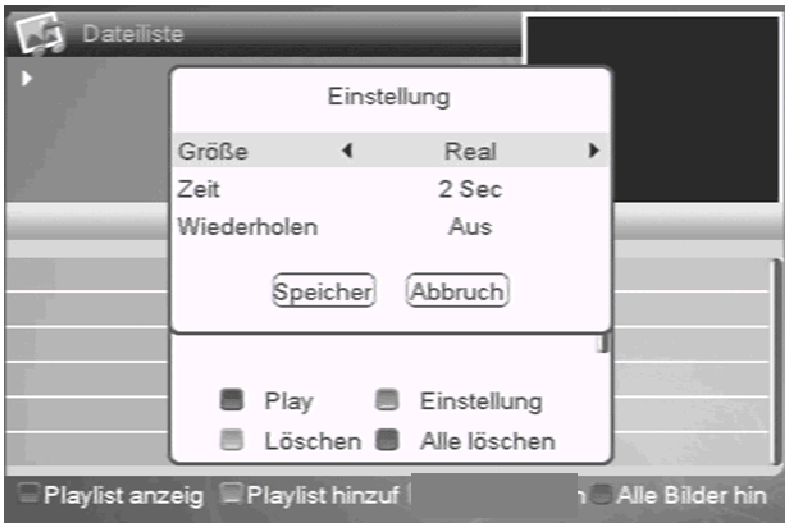 Dateiliste
Einstellung
Größe Real
Zeit 2 Sec
Wiederholen Aus
Speicher Abbruch
Play Einstellung
Löschen Alle löschen
Playlist anzeig Playlist hinzuf n Alle Bilder hin